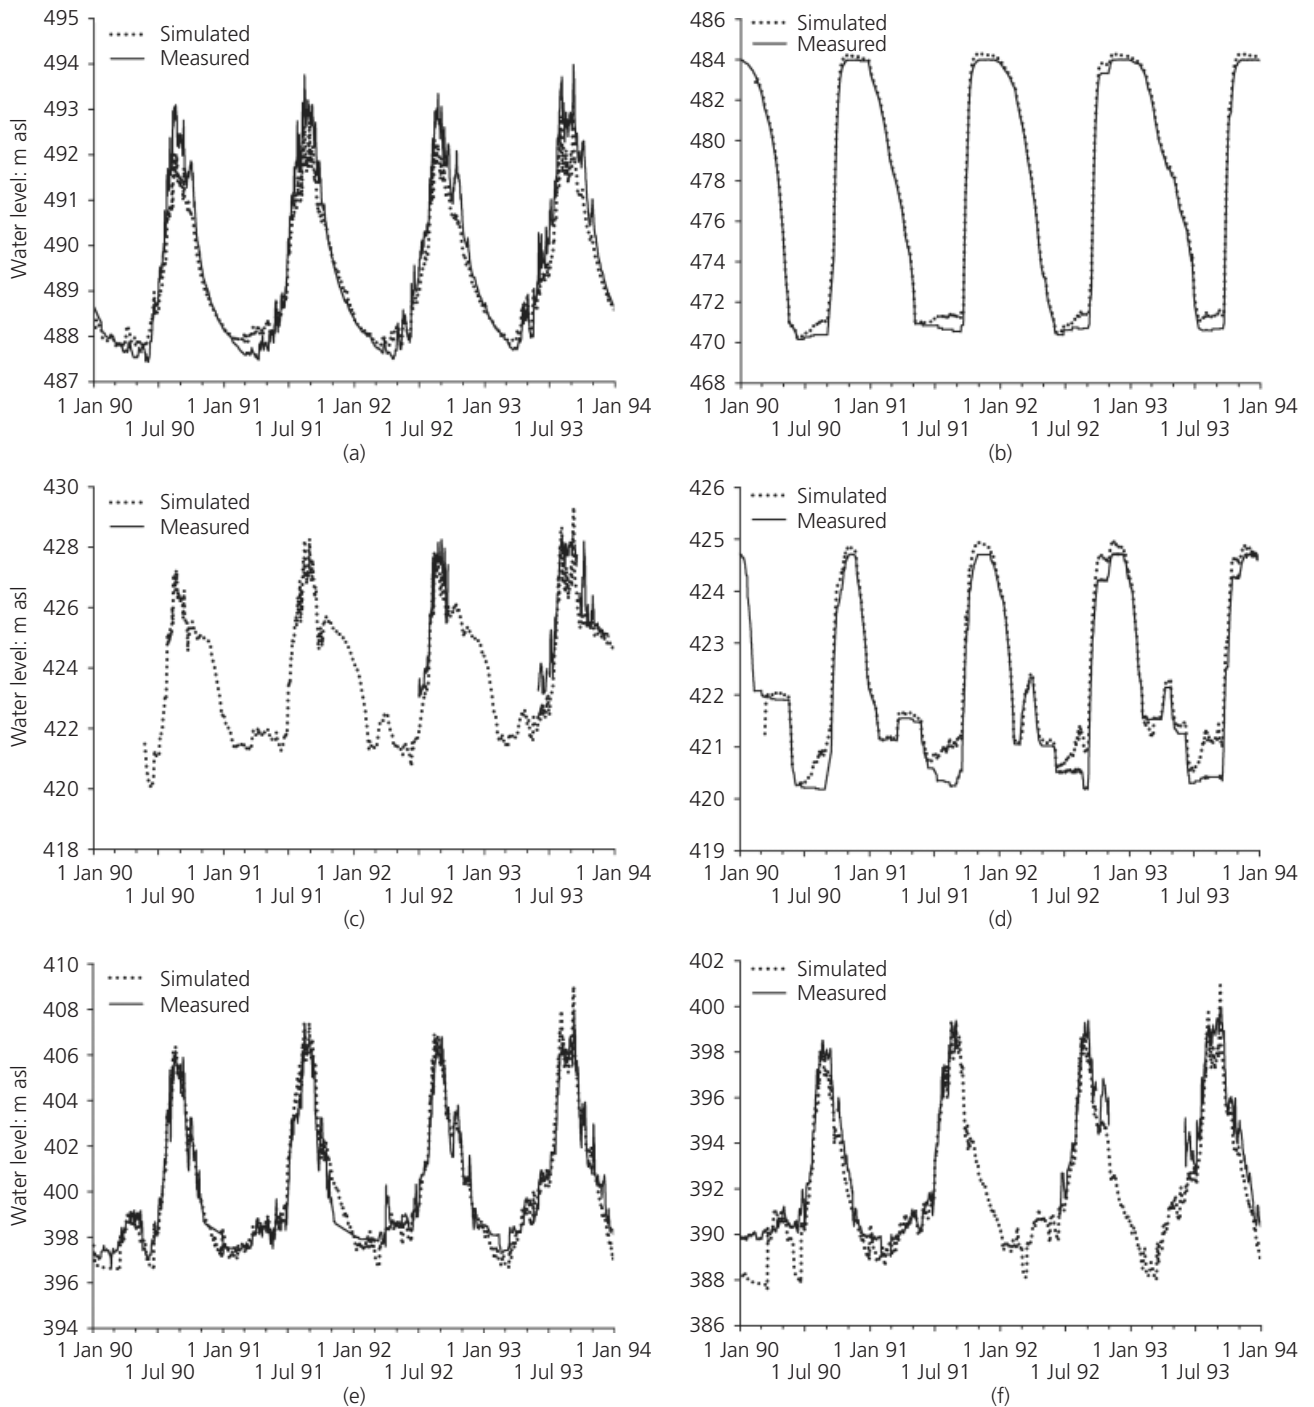 495
494
493
492
491
490
489
488
487
Water level: m asl
Simulated
Measured
1 Jan 90
1 Jul 90
1 Jan 91
1 Jul 91
1 Jan 92
1 Jul 92
1 Jan 93
1 Jul 93
1 Jan 94
(a)
486
484
482
480
478
476
474
472
470
468
Simulated
Measured
1 Jan 90
1 Jul 90
1 Jan 91
1 Jul 91
1 Jan 92
1 Jul 92
1 Jan 93
1 Jul 93
1 Jan 94
(b)
430
428
426
425
424
422
420
418
Water level: m asl
Simulated
Measured
1 Jan 90
1 Jul 90
1 Jan 91
1 Jul 91
1 Jan 92
1 Jul 92
1 Jan 93
1 Jul 93
1 Jan 94
(c)
426
425
424
423
422
421
420
419
Simulated
Measured
1 Jan 90
1 Jul 90
1 Jan 91
1 Jul 91
1 Jan 92
1 Jul 92
1 Jan 93
1 Jul 93
1 Jan 94
(d)
410
408
406
404
402
400
398
396
394
Water level: m asl
Simulated
Measured
1 Jan 90
1 Jul 90
1 Jan 91
1 Jul 91
1 Jan 92
1 Jul 92
1 Jan 93
1 Jul 93
1 Jan 94
(e)
402
400
398
396
394
392
390
388
386
Simulated
Measured
1 Jan 90
1 Jul 90
1 Jan 91
1 Jul 91
1 Jan 92
1 Jul 92
1 Jan 93
1 Jul 93
1 Jan 94
(f)